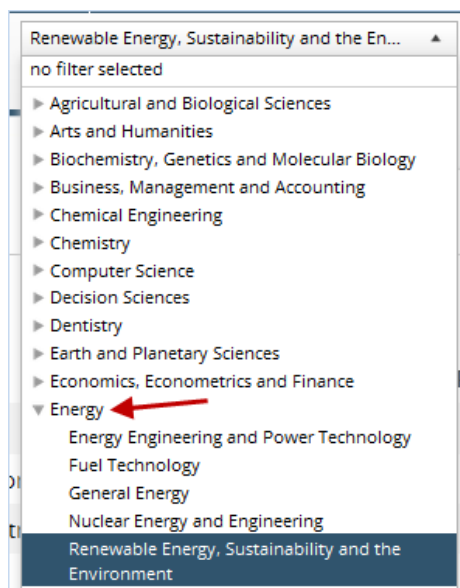 Renewable Energy, Sustainability and the En...
no filter selected
Agricultural and Biological Sciences
Arts and Humanities
Biochemistry, Genetics and Molecular Biology
Business, Management and Accounting
Chemical Engineering
Chemistry
Computer Science
Decision Sciences
Dentistry
Earth and Planetary Sciences
Economics, Econometrics and Finance
Energy
Energy Engineering and Power Technology
Fuel Technology
General Energy
Nuclear Energy and Engineering
Renewable Energy, Sustainability and the
Environment